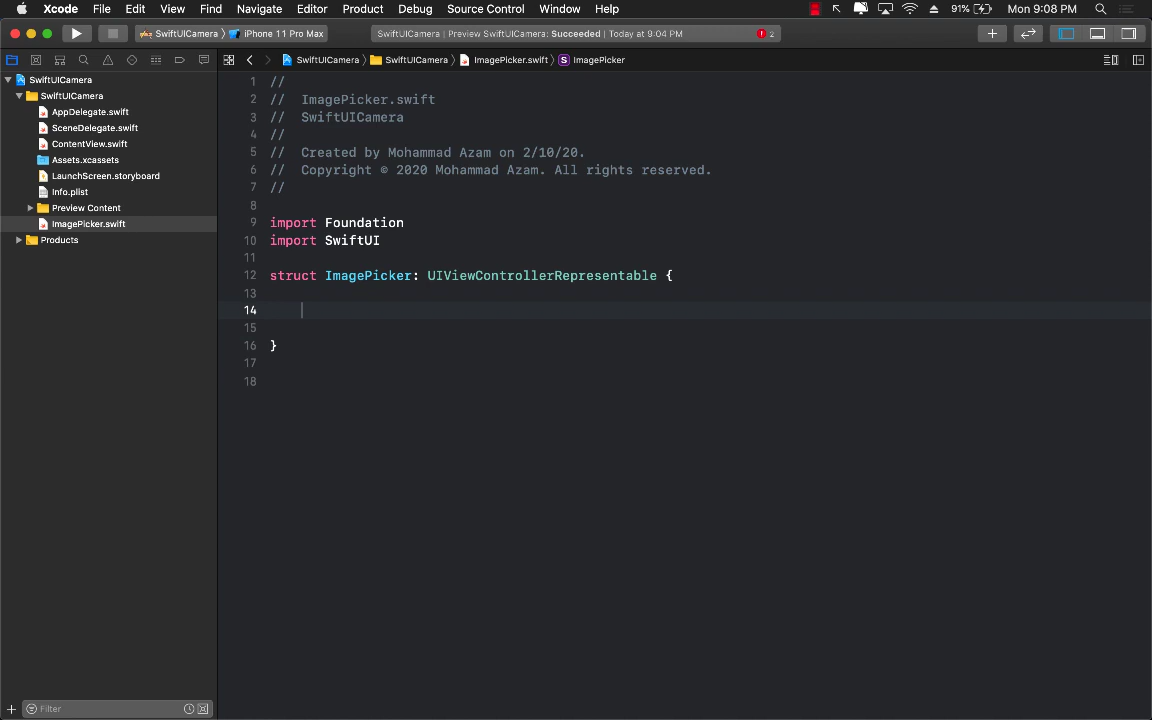 Xcode File Edit View Find Navigate Editor Product Debug Source Control Window Help 91% Mon 9:08 PM
SwiftUICamera iPhone 11 Pro Max SwiftUICamera | Preview SwiftUICamera: Succeeded | Today at 9:04 PM 2
SwiftUICamera SwiftUICamera ImagePicker.swift S ImagePicker
SwiftUICamera
SwiftUICamera
AppDelegate.swift
SceneDelegate.swift
ContentView.swift
Assets.xcassets
LaunchScreen.storyboard
Info.plist
Preview Content
ImagePicker.swift
Products
Filter
1 //
2 // ImagePicker.swift
3 // SwiftUICamera
4 //
5 // Created by Mohammad Azam on 2/10/20.
6 // Copyright © 2020 Mohammad Azam. All rights reserved.
7 //
8
9 import Foundation
10 import SwiftUI
11
12 struct ImagePicker: UIViewControllerRepresentable {
13
14
15
16 }
17
18